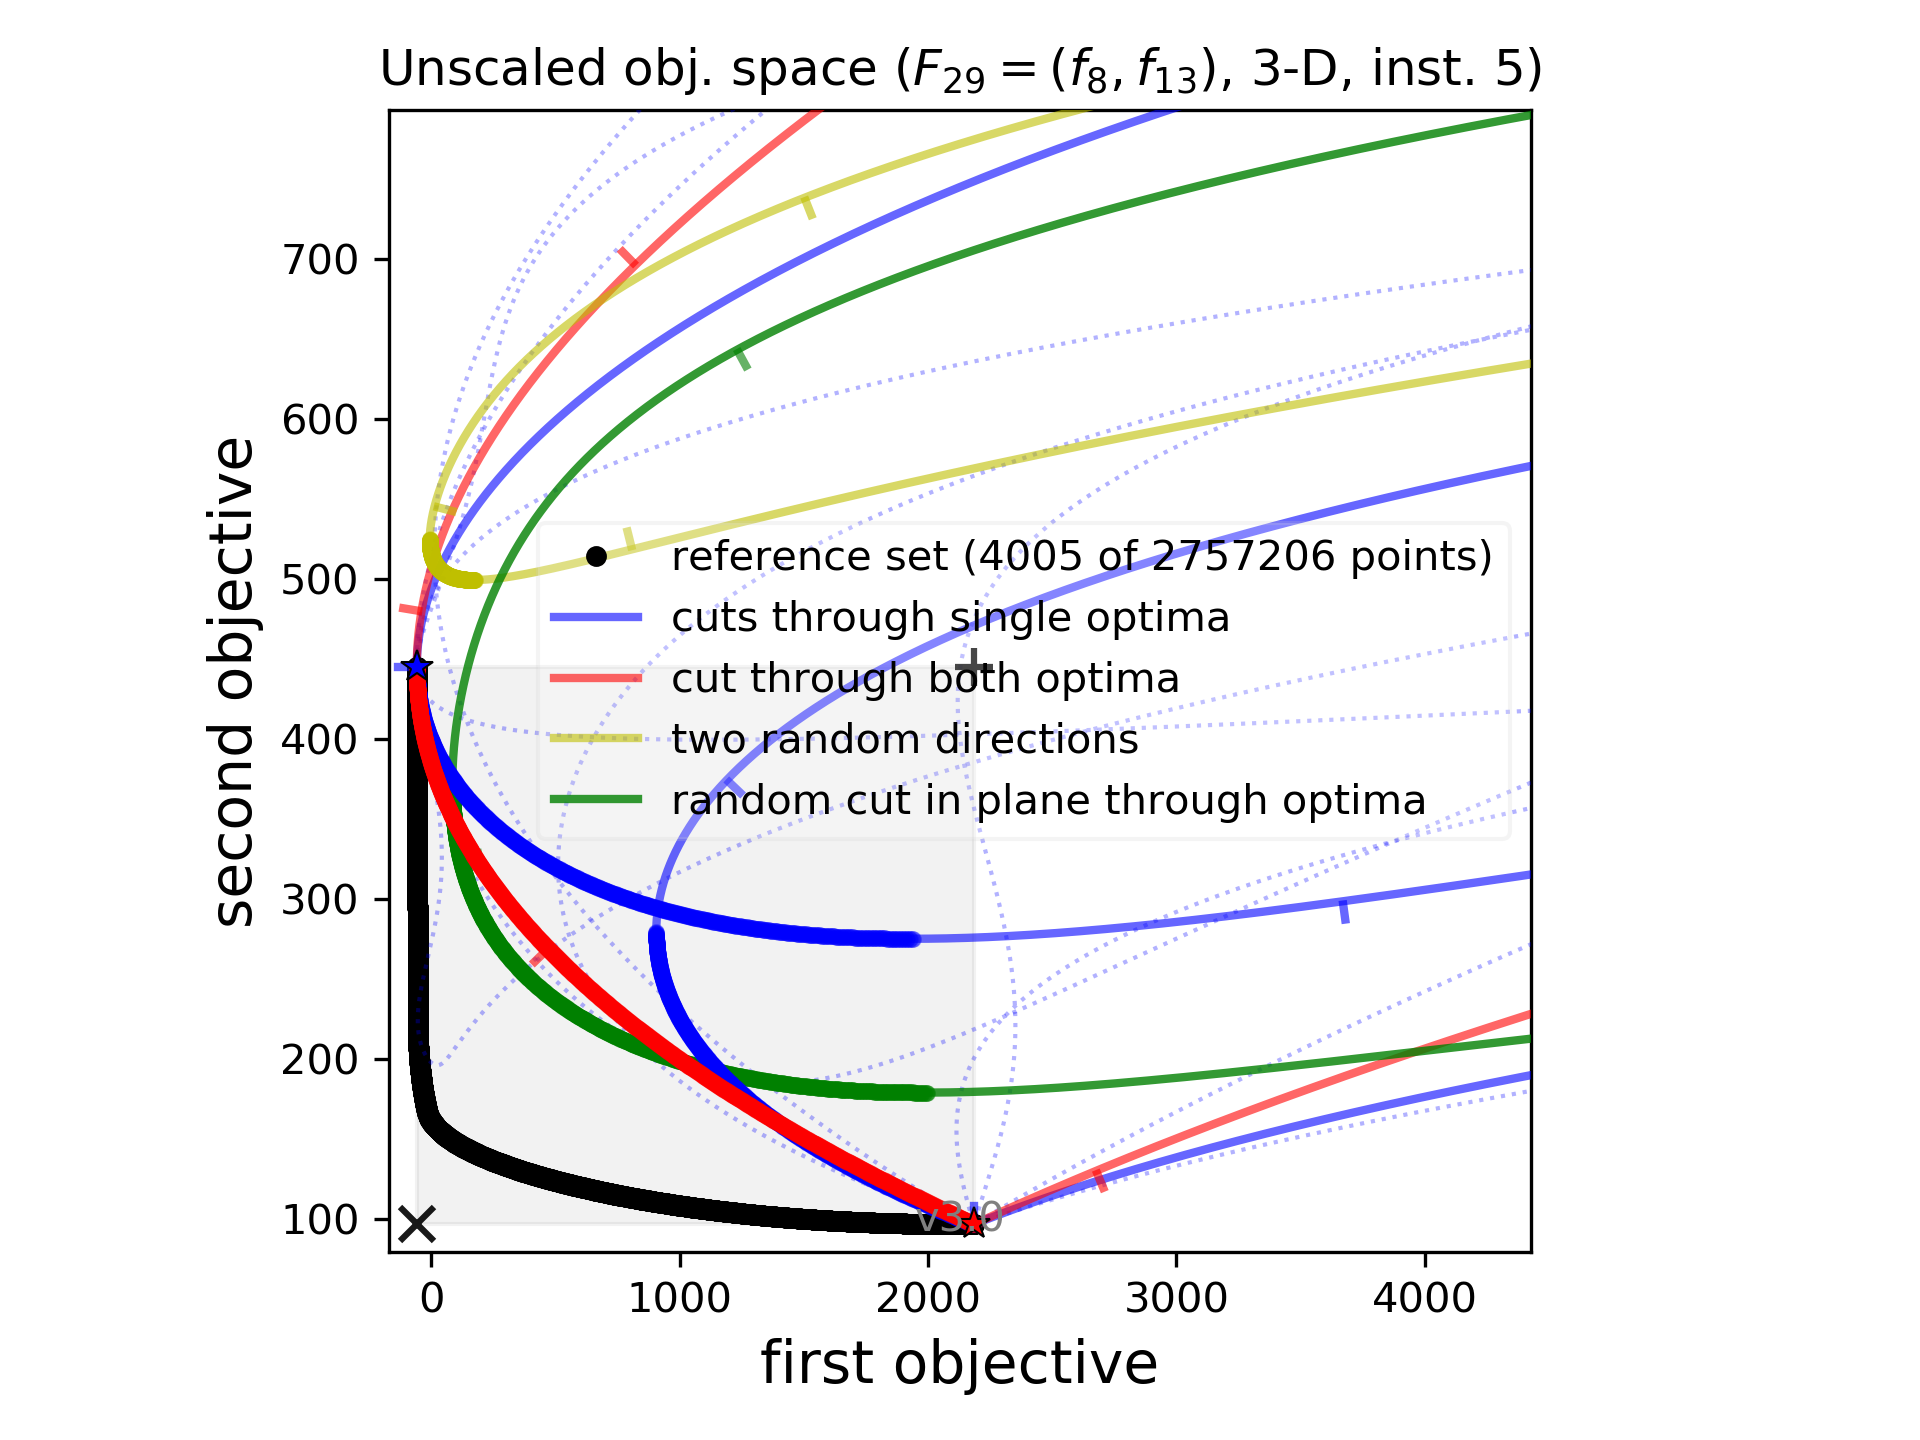 Unscaled obj. space (F29 = (f8, f13), 3-D, inst. 5)
second objective
700
600
500
400
300
200
100
reference set (4005 of 2757206 points)
cuts through single optima
cut through both optima
two random directions
random cut in plane through optima
v3.0
0 1000 2000 3000 4000
first objective